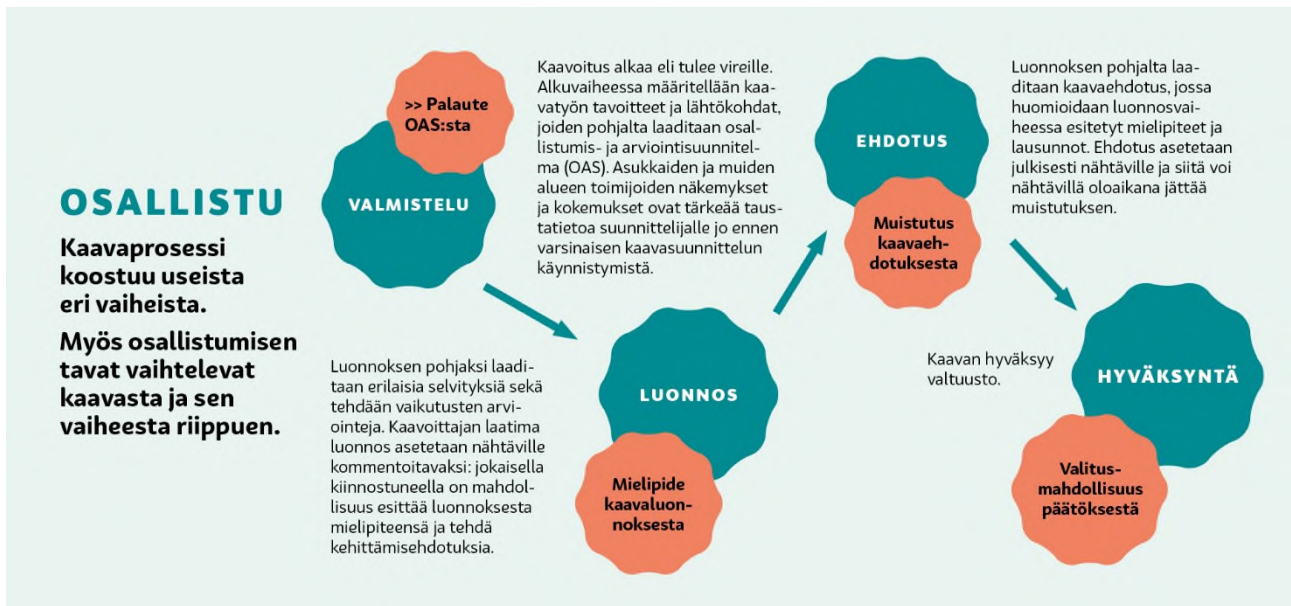 OSALLISTU
Kaavaprosessi
koostuu useista
eri vaiheista.
Myös osallistumisen
tavat vaihtelevat
kaavasta ja sen
vaiheesta riippuen.
>> Palaute
OAS:sta
VALMISTELU
Kaavoitus alkaa eli tulee vireille.
Alkuvaiheessa määritellään kaa-
vatyön tavoitteet ja lähtökohdat,
joiden pohjalta laaditaan osal-
listumis- ja arviointisuunnitel-
ma (OAS). Asukkaiden ja muiden
alueen toimijoiden näkemykset
ja kokemukset ovat tärkeää taus-
tatietoa suunnittelijalle jo ennen
varsinaisen kaavasuunnittelun
käynnistymistä.
Luonnoksen pohjaksi laadi-
taan erilaisia selvityksiä sekä
tehdään vaikutusten arvi-
ointeja. Kaavoittajan laatima
luonnos asetetaan nähtäville
kommentoitavaksi: jokaisella
kiinnostuneella on mahdol-
lisuus esittää luonnoksesta
mielipiteensä ja tehdä
kehittämisehdotuksia.
LUONNOS
Mielipide
kaavaluon-
noksesta
EHDOTUS
Muistutus
kaavaeh-
dotuksesta
Luonnoksen pohjalta laa-
ditaan kaavaehdotus, jossa
huomioidaan luonnosvai-
heessa esitetyt mielipiteet ja
lausunnot. Ehdotus asetetaan
julkisesti nähtäville ja siitä voi
nähtävillä oloaikana jättää
muistutuksen.
Kaavan hyväksyy
valtuusto.
HYVÄKSYNTÄ
Valitus-
mahdollisuus
päätöksestä